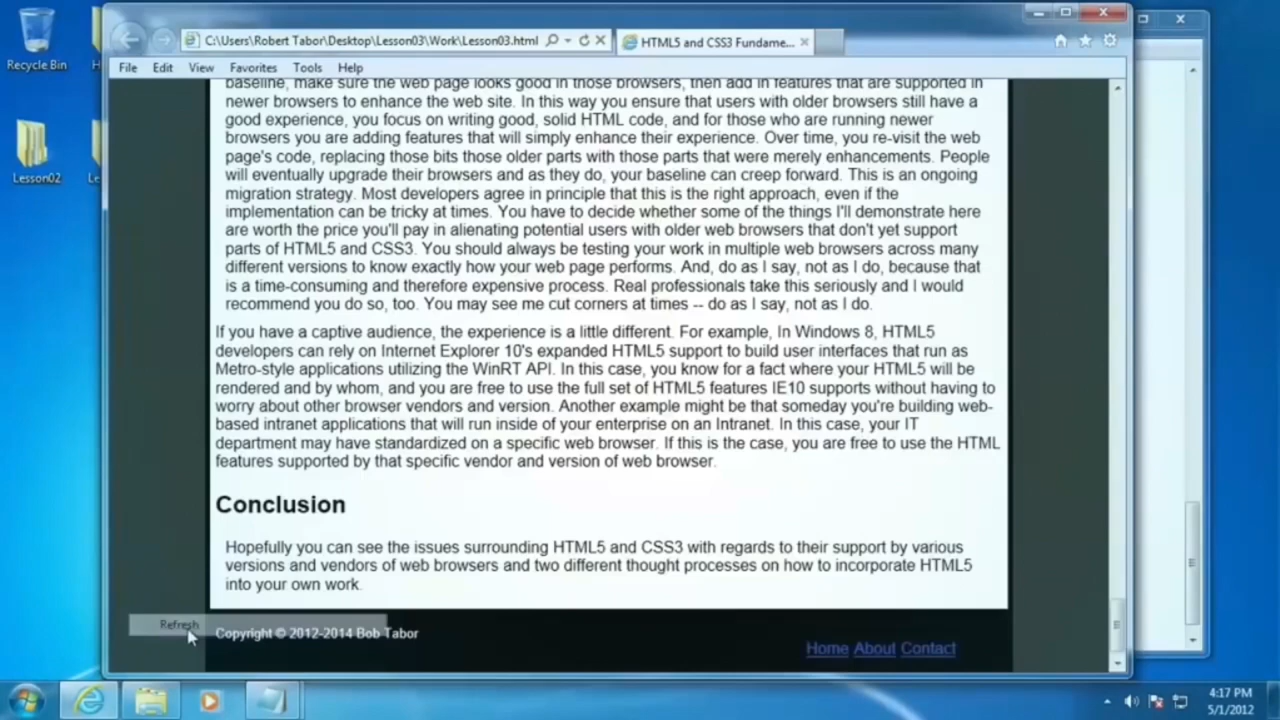 Recycle Bin
Lesson02
C:\Users\Robert Tabor\Desktop\Lesson03\Work\Lesson03.html
HTML5 and CSS3 Fundame...
File Edit View Favorites Tools Help
baseline, make sure the web page looks good in those browsers, then add in features that are supported in
newer browsers to enhance the web site. In this way you ensure that users with older browsers still have a
good experience, you focus on writing good, solid HTML code, and for those who are running newer
browsers you are adding features that will simply enhance their experience. Over time, you re-visit the web
page's code, replacing those bits those older parts with those parts that were merely enhancements. People
will eventually upgrade their browsers and as they do, your baseline can creep forward. This is an ongoing
migration strategy. Most developers agree in principle that this is the right approach, even if the
implementation can be tricky at times. You have to decide whether some of the things I'll demonstrate here
are worth the price you'll pay in alienating potential users with older web browsers that don't yet support
parts of HTML5 and CSS3. You should always be testing your work in multiple web browsers across many
different versions to know exactly how your web page performs. And, do as I say, not as I do, because that
is a time-consuming and therefore expensive process. Real professionals take this seriously and I would
recommend you do so, too. You may see me cut corners at times -- do as I say, not as I do.
If you have a captive audience, the experience is a little different. For example, In Windows 8, HTML5
developers can rely on Internet Explorer 10's expanded HTML5 support to build user interfaces that run as
Metro-style applications utilizing the WinRT API. In this case, you know for a fact where your HTML5 will be
rendered and by whom, and you are free to use the full set of HTML5 features IE10 supports without having to
worry about other browser vendors and version. Another example might be that someday you're building web-
based intranet applications that will run inside of your enterprise on an Intranet. In this case, your IT
department may have standardized on a specific web browser. If this is the case, you are free to use the HTML
features supported by that specific vendor and version of web browser.
Conclusion
Hopefully you can see the issues surrounding HTML5 and CSS3 with regards to their support by various
versions and vendors of web browsers and two different thought processes on how to incorporate HTML5
into your own work.
Refresh
Copyright © 2012-2014 Bob Tabor
Home About Contact
4:17 PM
5/1/2012